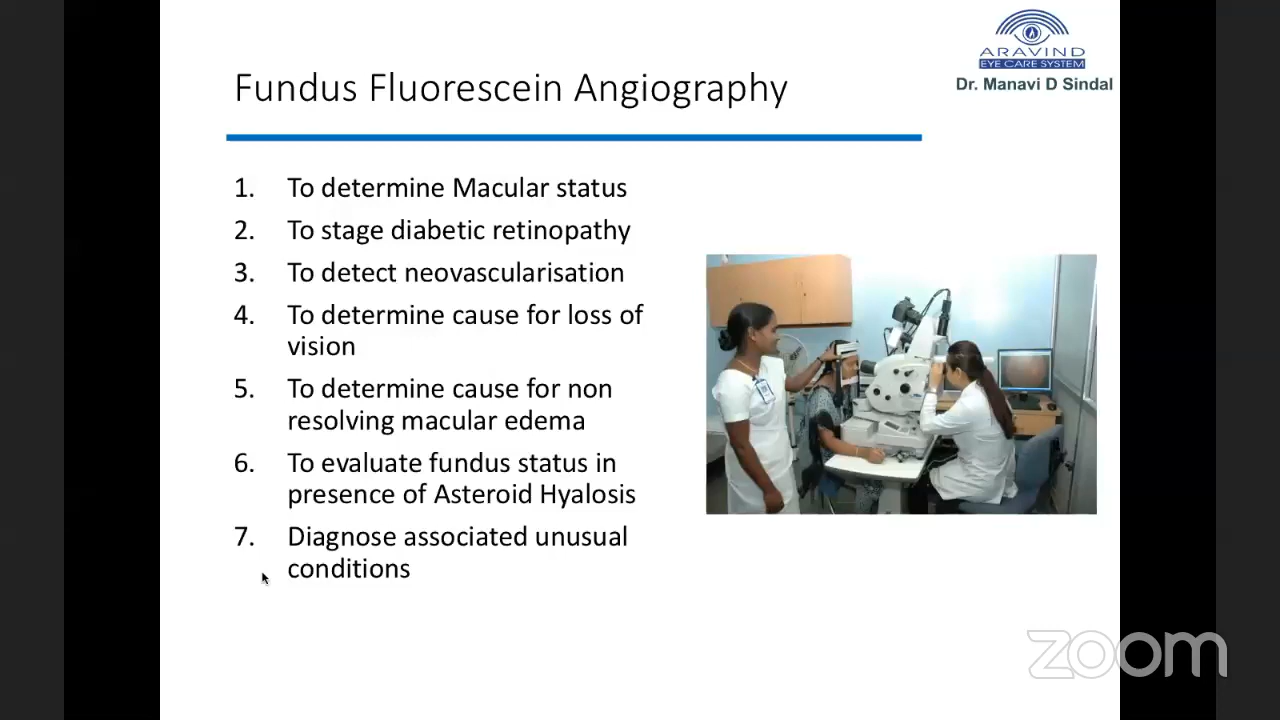 ARAVIND
EYE CARE SYSTEM
Dr. Manavi D Sindal
Fundus Fluorescein Angiography
1. To determine Macular status
2. To stage diabetic retinopathy
3. To detect neovascularisation
4. To determine cause for loss of
vision
5. To determine cause for non
resolving macular edema
6. To evaluate fundus status in
presence of Asteroid Hyalosis
7. Diagnose associated unusual
conditions
zoom